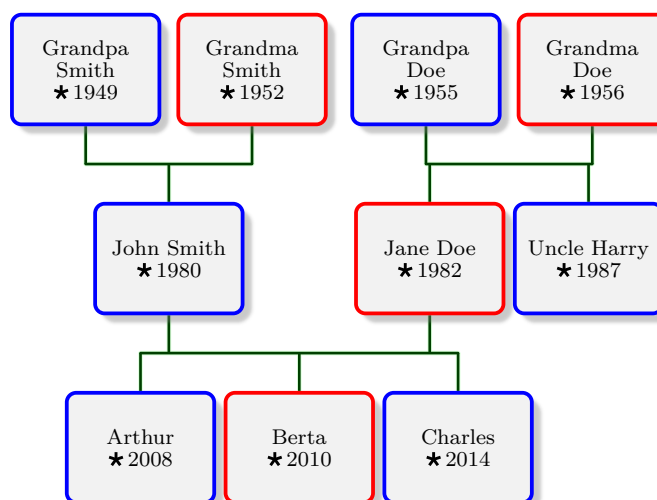 Grandpa
Smith
★ 1949
Grandma
Smith
★ 1952
Grandpa
Doe
★ 1955
Grandma
Doe
★ 1956
John Smith
★ 1980
Jane Doe
★ 1982
Uncle Harry
★ 1987
Arthur
★ 2008
Berta
★ 2010
Charles
★ 2014